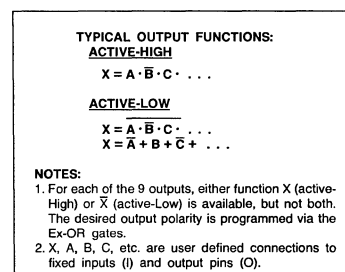 TYPICAL OUTPUT FUNCTIONS:
ACTIVE-HIGH
X = A · B̅ · C · . . .
ACTIVE-LOW
X = A̅ ̅·̅ ̅B̅̅ ̅·̅ ̅C̅ ̅·̅ . . .
X = A̅ + B + C̅ + . . .
NOTES:
1. For each of the 9 outputs, either function X (active-
High) or X̅ (active-Low) is available, but not both.
The desired output polarity is programmed via the
Ex-OR gates.
2. X, A, B, C, etc. are user defined connections to
fixed inputs (I) and output pins (O).